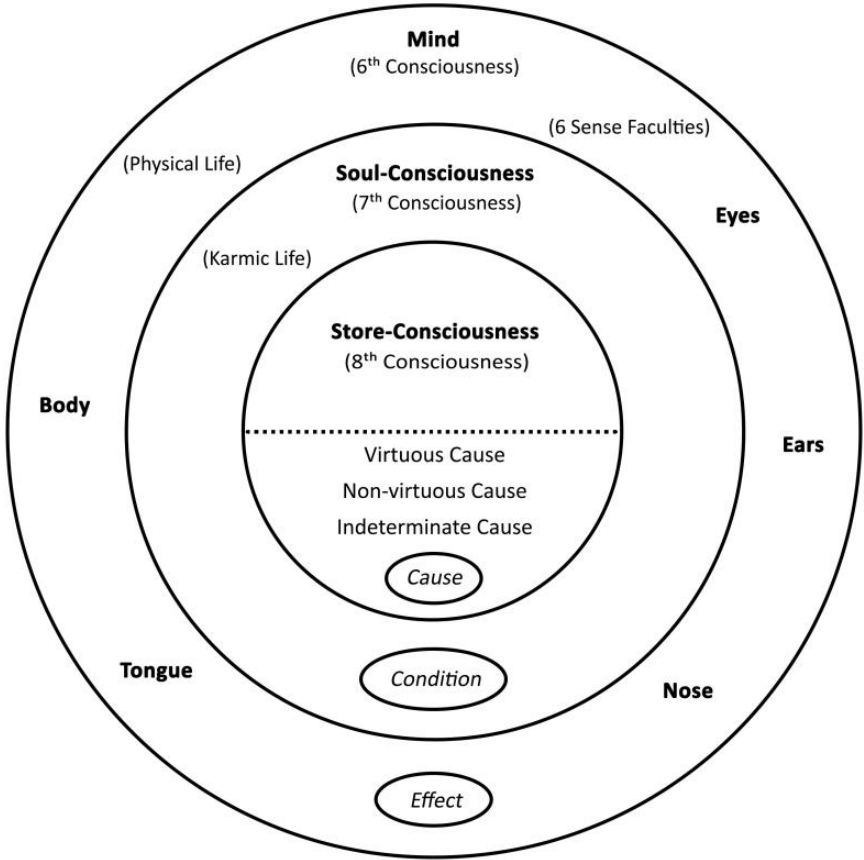 Mind
(6th Consciousness)
(6 Sense Faculties)
(Physical Life)
Soul-Consciousness
(7th Consciousness)
Eyes
(Karmic Life)
Store-Consciousness
(8th Consciousness)
Body
Ears
Virtuous Cause
Non-virtuous Cause
Indeterminate Cause
Cause
Tongue
Condition
Nose
Effect